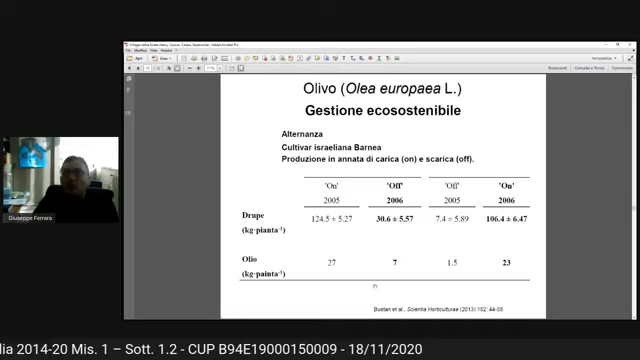 Olivo (Olea europaea L.)
Gestione ecosostenibile
Alternanza
Cultivar israeliana Barnea
Produzione in annata di carica (on) e scarica (off).
'On' 'Off' 'Off' 'On'
2005 2006 2005 2006
Drupe 124.5 ± 5.27 30.6 ± 5.57 7.4 ± 5.89 106.4 ± 6.47
(kg·pianta-1)
Olio 27 7 1.5 23
(kg·painta-1)
Bustan et al., Scientia Horticulturae (2013) 152: 44-55
Giuseppe Ferrara
lia 2014-20 Mis. 1 – Sott. 1.2 - CUP B94E19000150009 - 18/11/2020